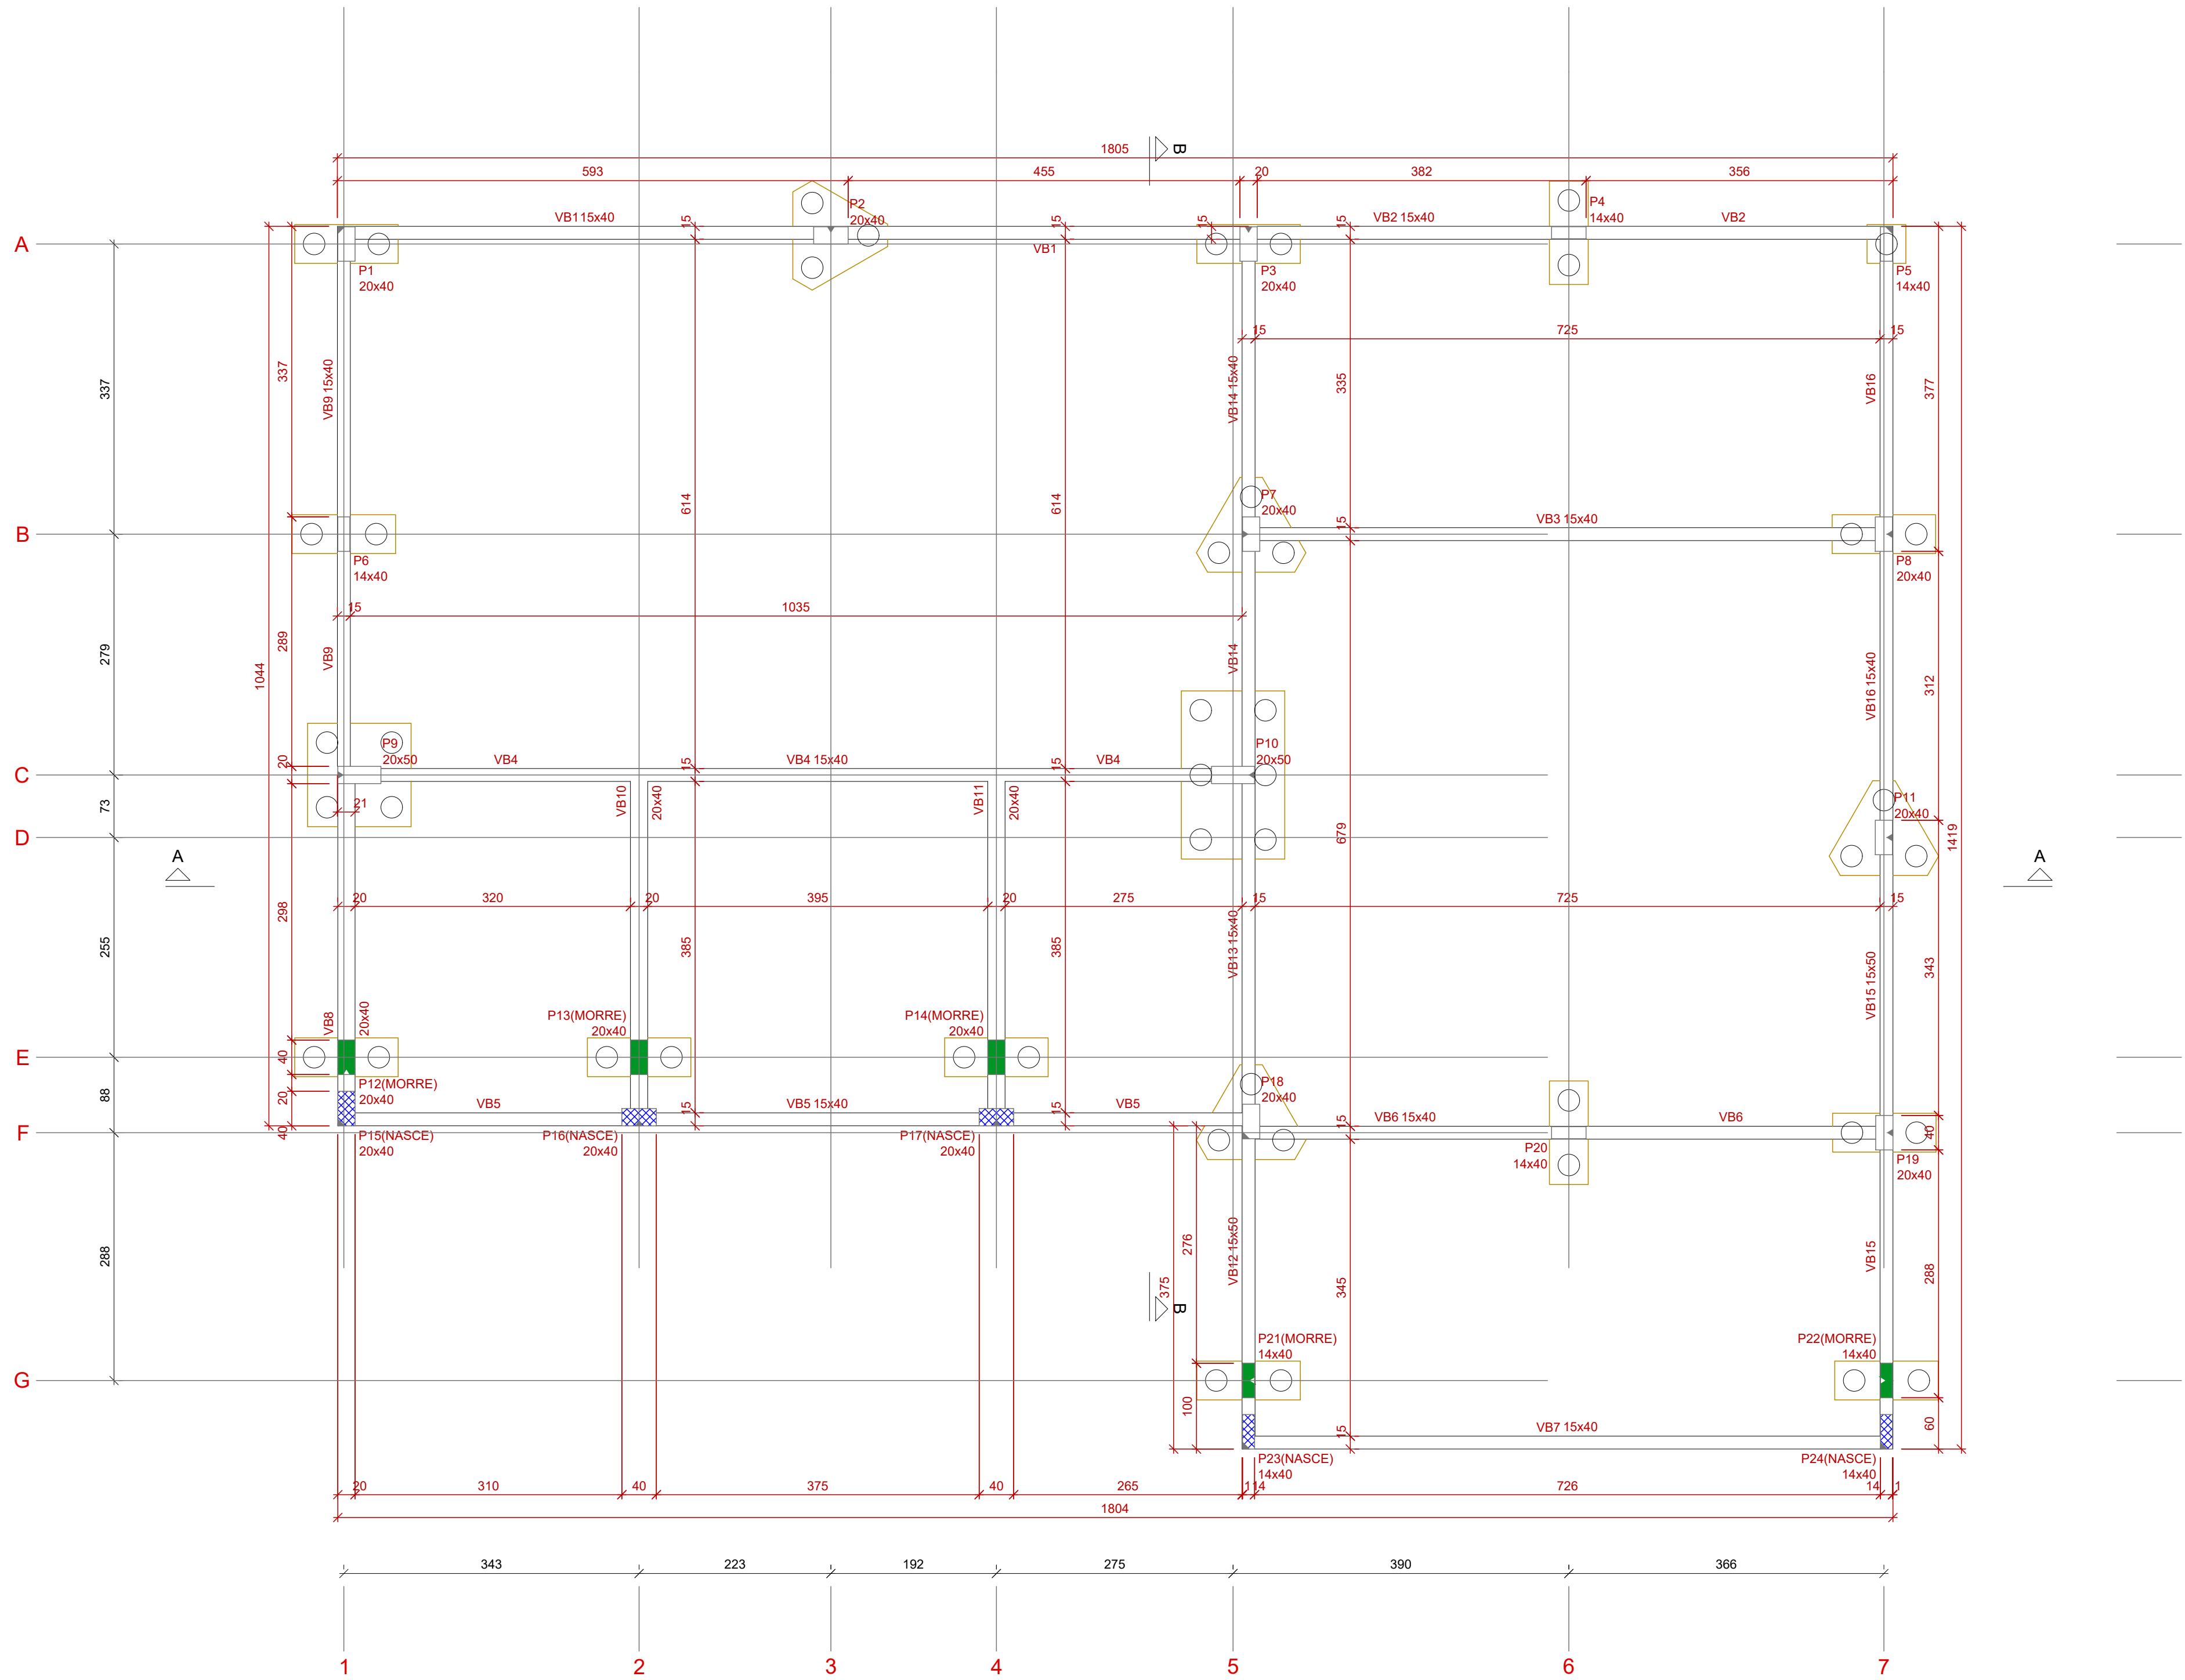 B
1805
593
455
20
382
356
P2
20x40
P4
14x40
VB1 15x40
15
15
15
15
VB2 15x40
VB2
A
VB1
P1
20x40
P3
20x40
P5
14x40
15
725
15
337
337
VB9 15x40
VB14 15x40
335
VB16
377
614
614
P7
20x40
15
VB3 15x40
B
P6
14x40
P8
20x40
15
1035
279
1044
289
VB9
VB14
VB16 15x40
312
P9
20x50
VB4
VB4 15x40
VB4
P10
20x50
20
15
15
C
21
VB10
20x40
VB11
20x40
P11
20x40
73
D
679
1419
A
A
20
320
20
395
20
275
15
725
15
298
255
385
385
VB13 15x40
VB15 15x50
343
VB8
20x40
P13(MORRE)
20x40
P14(MORRE)
20x40
E
40
P12(MORRE)
20x40
P18
20x40
88
20
VB5
VB5 15x40
VB5
15
15
15
VB6 15x40
VB6
40
F
40
P15(NASCE)
20x40
P16(NASCE)
20x40
P17(NASCE)
20x40
P20
14x40
P19
20x40
288
276
375
VB12 15x50
345
VB15
288
B
P21(MORRE)
14x40
P22(MORRE)
14x40
G
100
15
VB7 15x40
60
P23(NASCE)
14x40
P24(NASCE)
14x40
20
310
40
375
40
265
1
14
726
14
1
1804
343
223
192
275
390
366
1
2
3
4
5
6
7